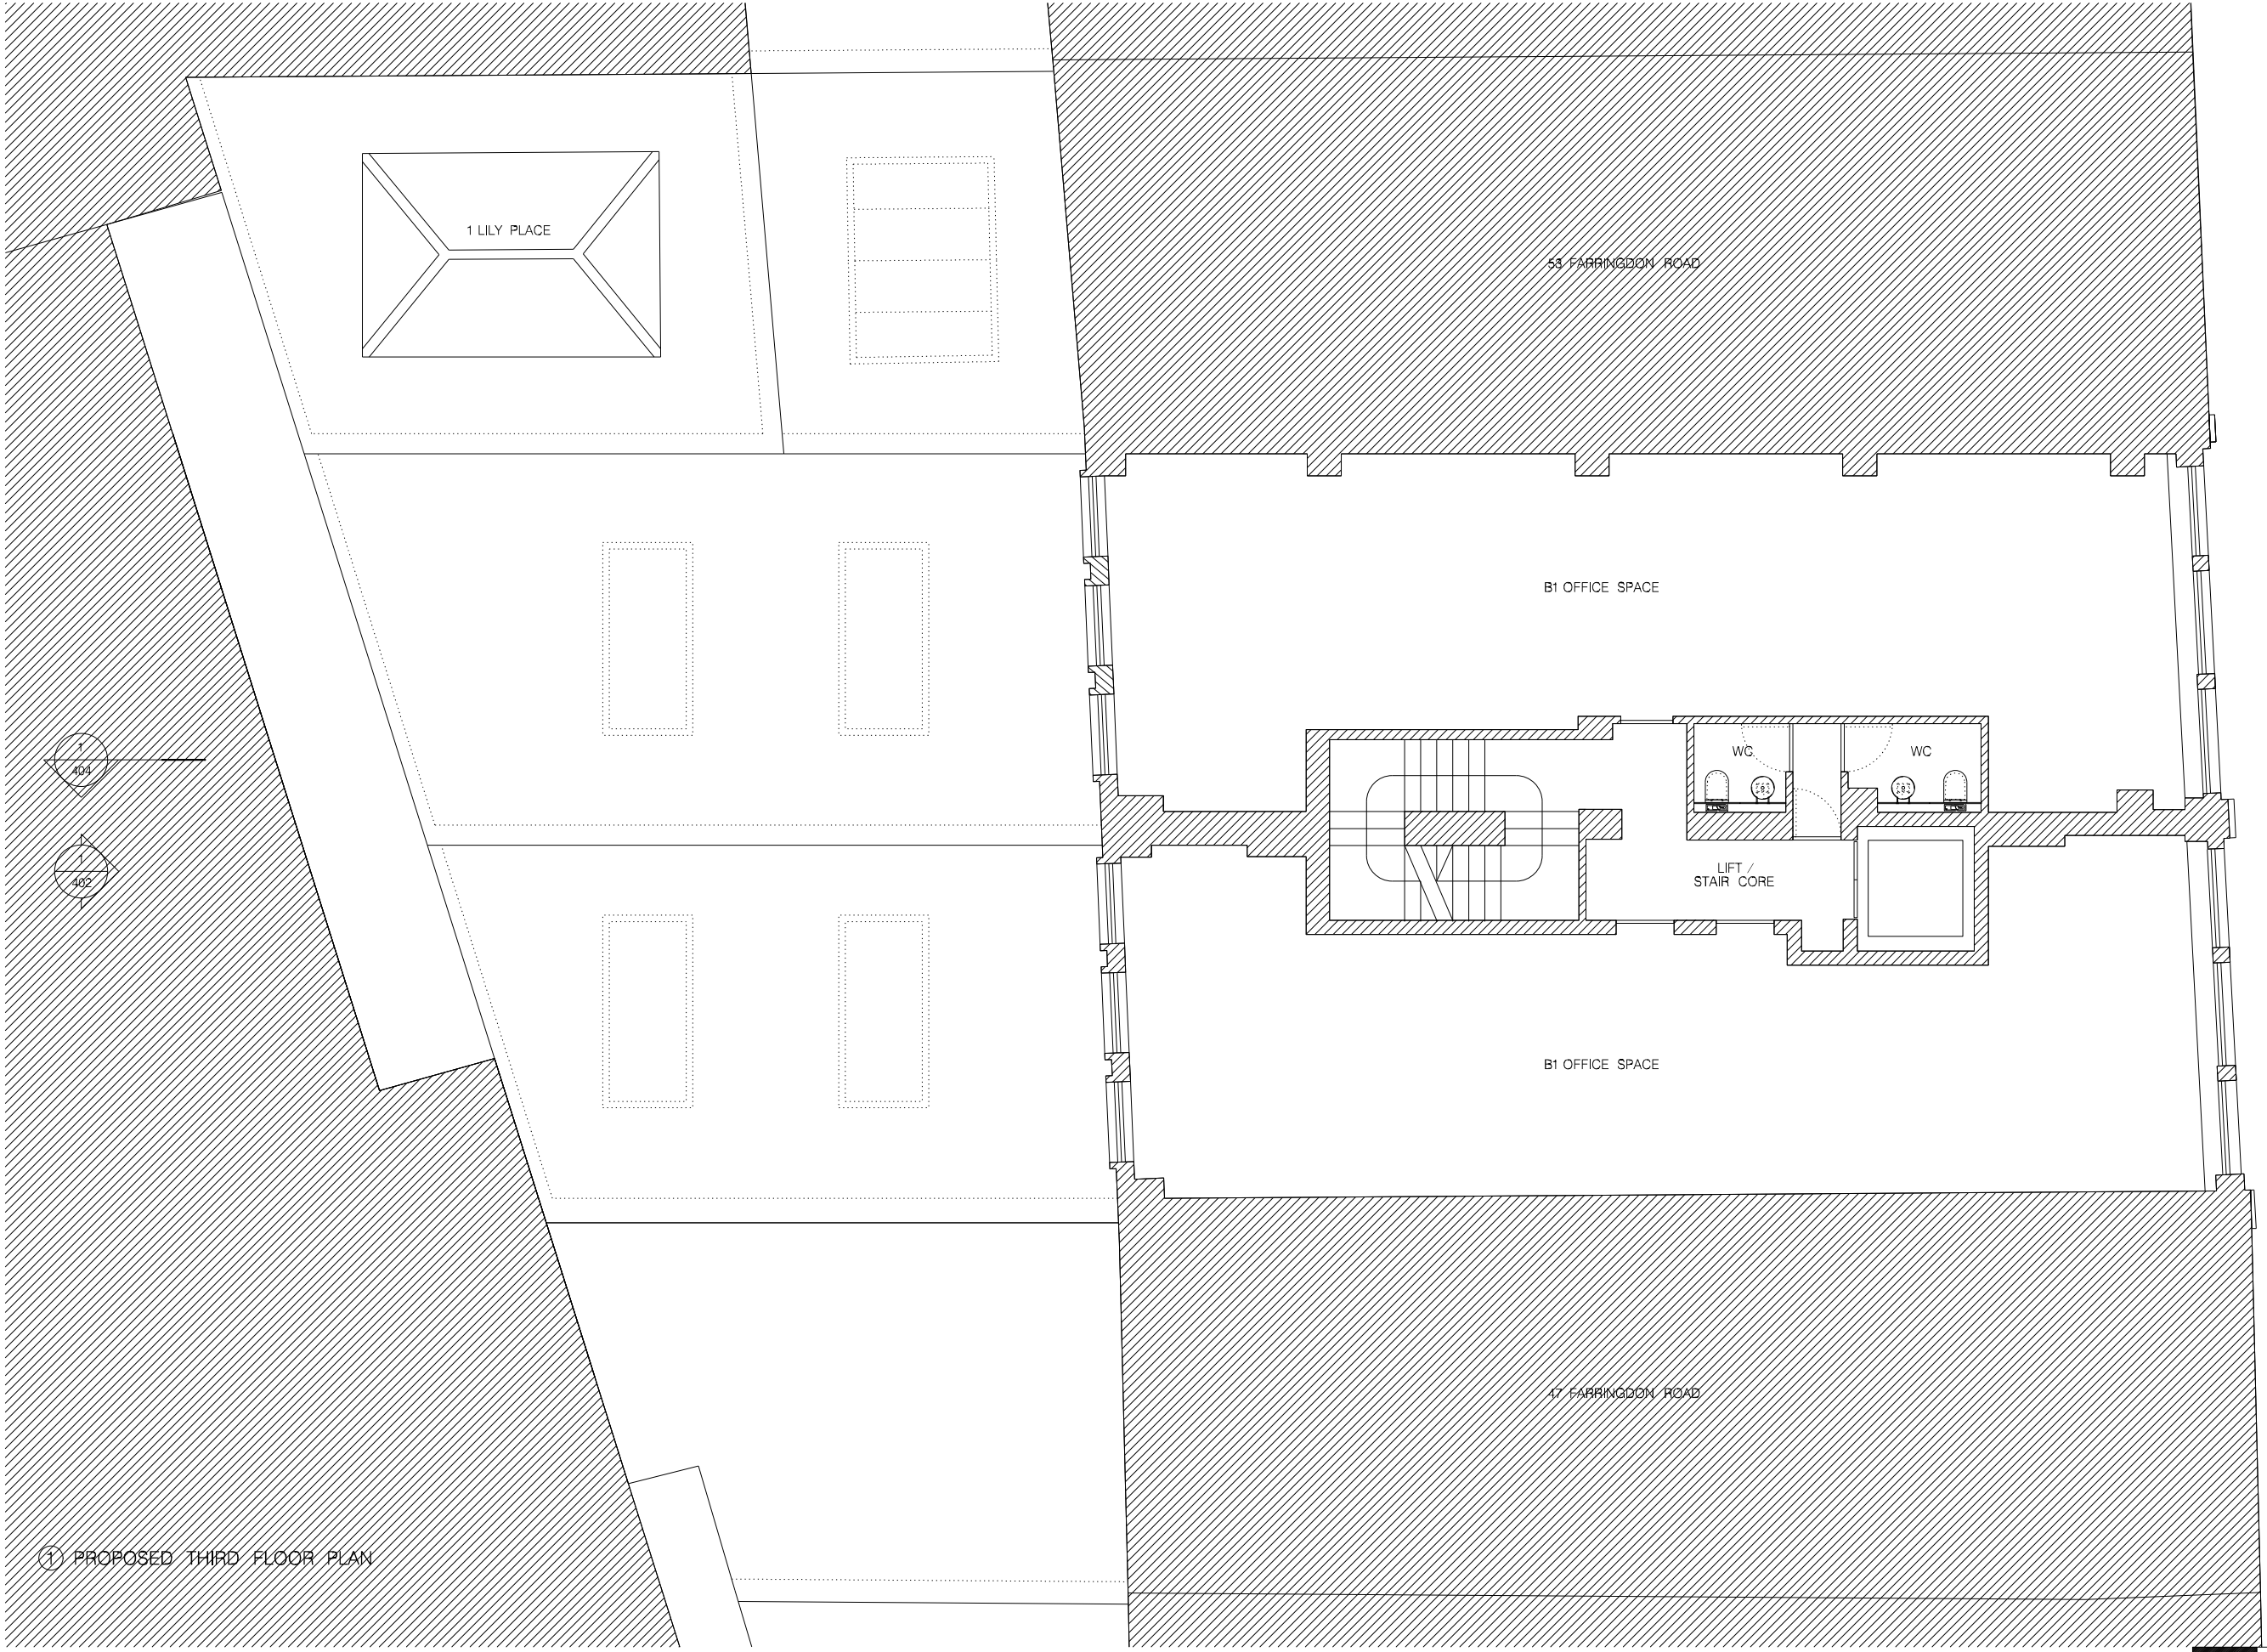 1 LILY PLACE
53 FARRINGDON ROAD
B1 OFFICE SPACE
1
404
WC
WC
1
402
LIFT /
STAIR CORE
B1 OFFICE SPACE
47 FARRINGDON ROAD
1 PROPOSED THIRD FLOOR PLAN